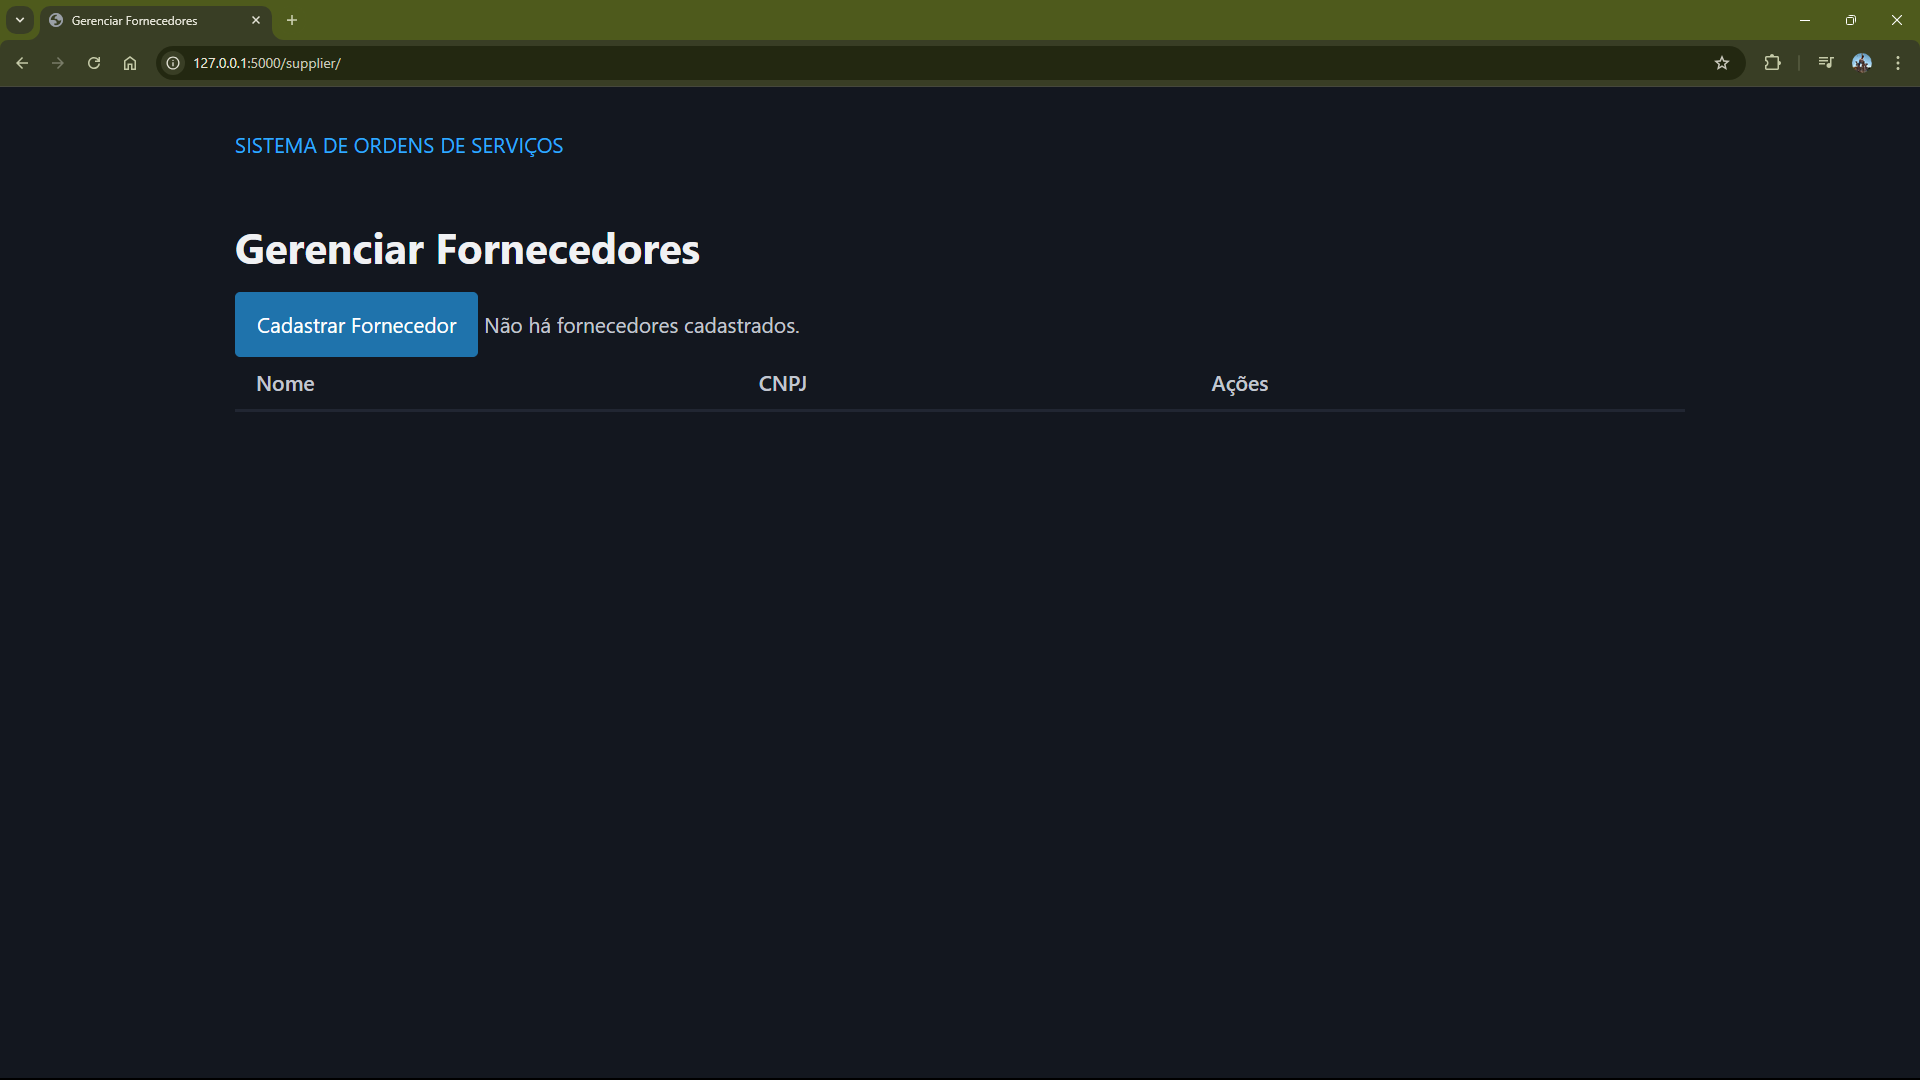 Gerenciar Fornecedores
127.0.0.1:5000/supplier/
SISTEMA DE ORDENS DE SERVIÇOS
Gerenciar Fornecedores
Cadastrar Fornecedor Não há fornecedores cadastrados.
Nome CNPJ Ações